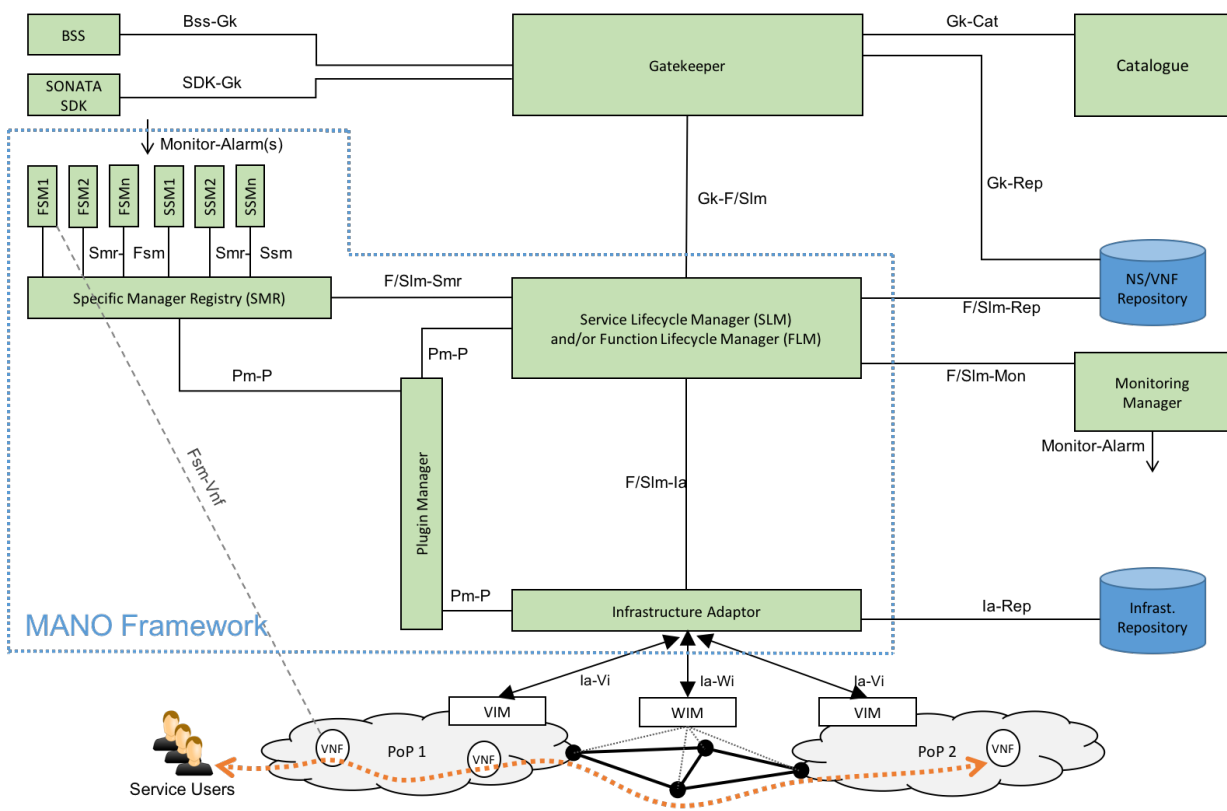 Bss-Gk
Gk-Cat
BSS
Gatekeeper
Catalogue
SONATA
SDK
SDK-Gk
Monitor-Alarm(s)
FSM1
FSM2
FSMn
SSM1
SSM2
SSMn
Gk-F/Slm
Gk-Rep
Smr-
Fsm
Smr-
Ssm
Specific Manager Registry (SMR)
F/Slm-Smr
Service Lifecycle Manager (SLM)
and/or Function Lifecycle Manager (FLM)
F/Slm-Rep
NS/VNF
Repository
Pm-P
Pm-P
F/Slm-Mon
Monitoring
Manager
Monitor-Alarm
Fsm-Vnf
Plugin Manager
F/Slm-Ia
Pm-P
Infrastructure Adaptor
Ia-Rep
Infrast.
Repository
MANO Framework
Ia-Vi
Ia-Wi
Ia-Vi
VIM
WIM
VIM
VNF
PoP 1
VNF
PoP 2
VNF
Service Users